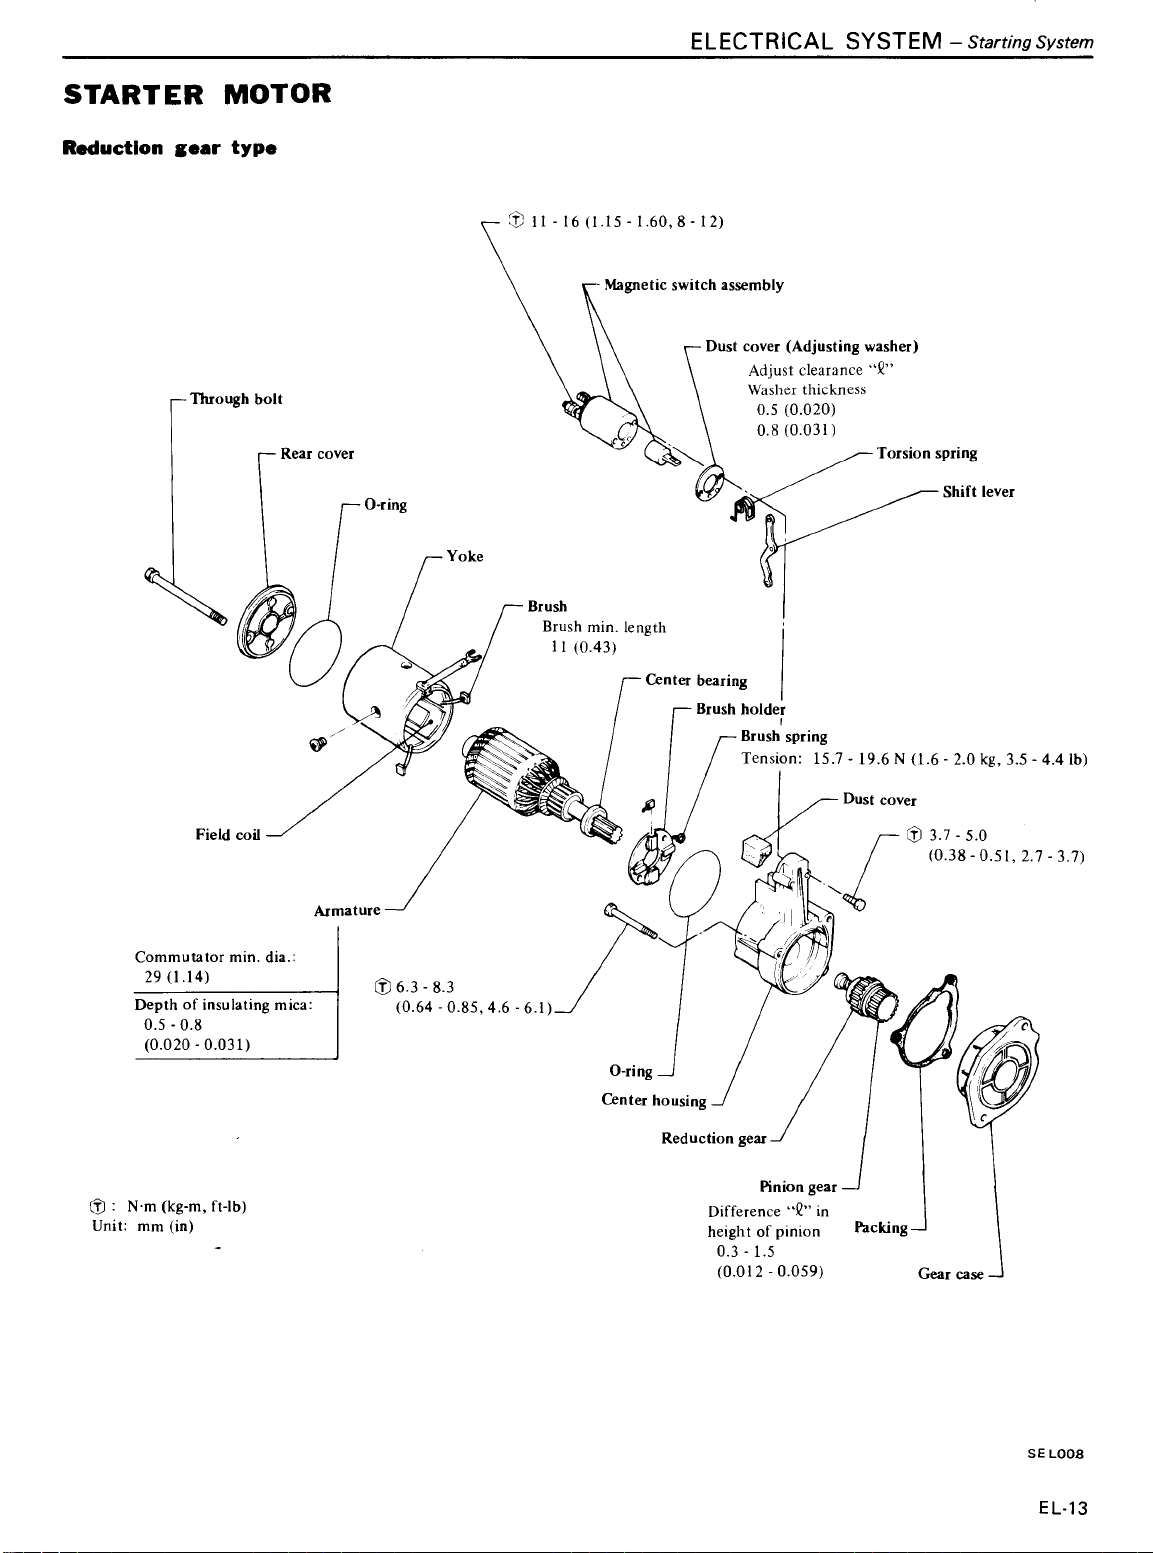 ELECTRICAL SYSTEM – Starting System
STARTER MOTOR
Reduction gear type
Ⓣ 11 - 16 (1.15 - 1.60, 8 - 12)
Magnetic switch assembly
Dust cover (Adjusting washer)
Adjust clearance “ℓ”
Washer thickness
0.5 (0.020)
0.8 (0.031)
Torsion spring
Shift lever
Through bolt
Rear cover
O-ring
Yoke
Brush
Brush min. length
11 (0.43)
Center bearing
Brush holder
Brush spring
Tension: 15.7 - 19.6 N (1.6 - 2.0 kg, 3.5 - 4.4 lb)
Dust cover
Ⓣ 3.7 - 5.0
(0.38 - 0.51, 2.7 - 3.7)
Field coil
Armature
Commutator min. dia.:
29 (1.14)
Depth of insulating mica:
0.5 - 0.8
(0.020 - 0.031)
Ⓣ 6.3 - 8.3
(0.64 - 0.85, 4.6 - 6.1)
O-ring
Center housing
Reduction gear
Pinion gear
Difference “ℓ” in
height of pinion
0.3 - 1.5
(0.012 - 0.059)
Packing
Gear case
Ⓣ : N·m (kg-m, ft-lb)
Unit: mm (in)
SEL008
EL-13